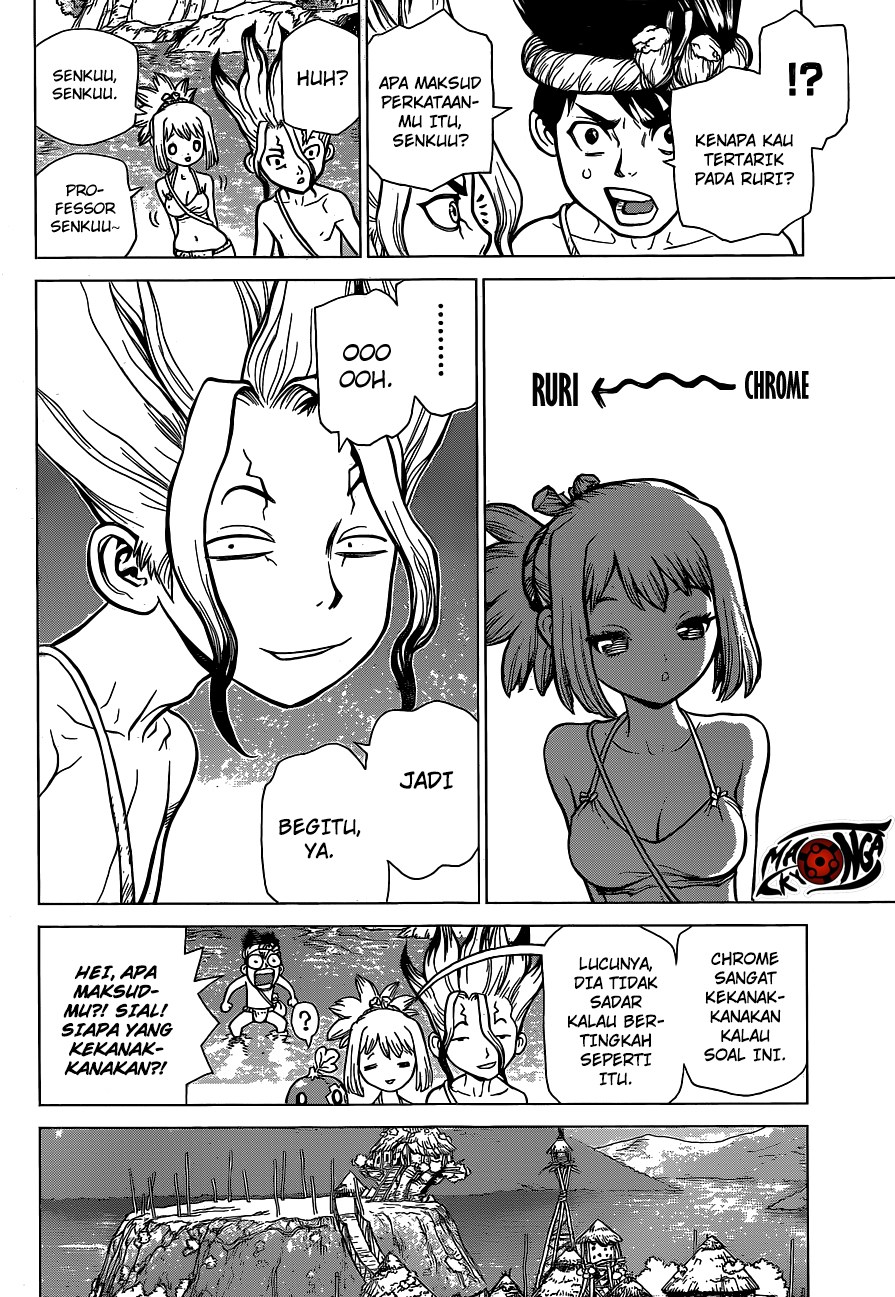 !?
KENAPA KAU
TERTARIK
PADA RURI?
APA MAKSUD
PERKATAAN-
MU ITU,
SENKUU?
HUH?
SENKUU,
SENKUU.
PRO-
FESSOR
SENKUU~
CHROME
RURI
........
OOO
OOH.
JADI
BEGITU,
YA.
CHROME
SANGAT
KEKANAK-
KANAKAN
KALAU
SOAL INI.
LUCUNYA,
DIA TIDAK
SADAR
KALAU BER-
TINGKAH
SEPERTI
ITU.
?
HEI, APA
MAKSUD-
MU?! SIAL!
SIAPA YANG
KEKANAK-
KANAKAN?!
MANGA
KYO